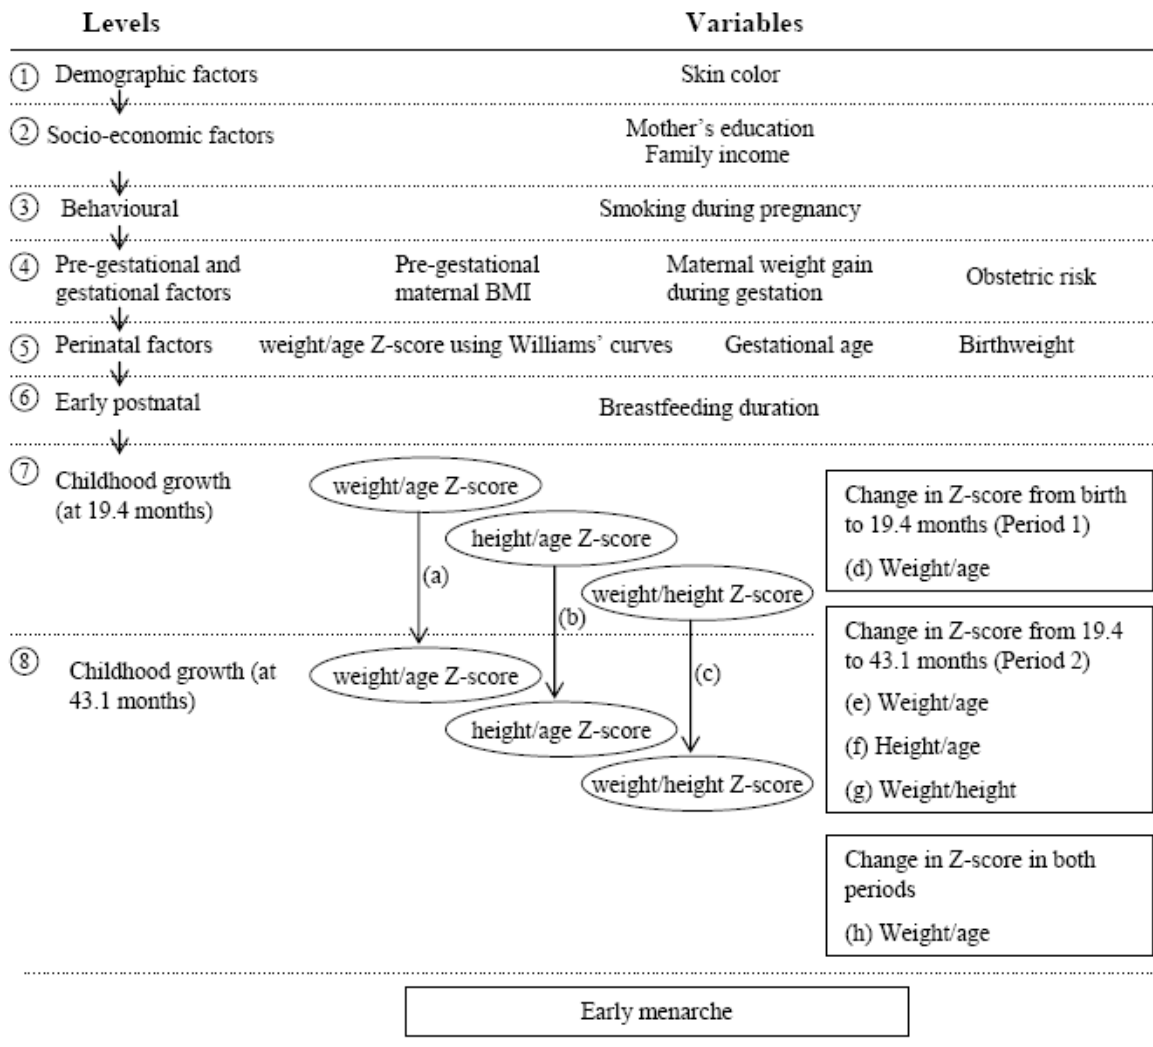 Levels Variables
① Demographic factors Skin color
② Socio-economic factors Mother’s education
Family income
③ Behavioural Smoking during pregnancy
④ Pre-gestational and Pre-gestational Maternal weight gain Obstetric risk
gestational factors maternal BMI during gestation
⑤ Perinatal factors weight/age Z-score using Williams’ curves Gestational age Birthweight
⑥ Early postnatal Breastfeeding duration
⑦ Childhood growth
(at 19.4 months)
weight/age Z-score
height/age Z-score
weight/height Z-score
(a)
(b)
(c)
⑧ Childhood growth (at
43.1 months)
weight/age Z-score
height/age Z-score
weight/height Z-score
Change in Z-score from birth
to 19.4 months (Period 1)
(d) Weight/age
Change in Z-score from 19.4
to 43.1 months (Period 2)
(e) Weight/age
(f) Height/age
(g) Weight/height
Change in Z-score in both
periods
(h) Weight/age
Early menarche